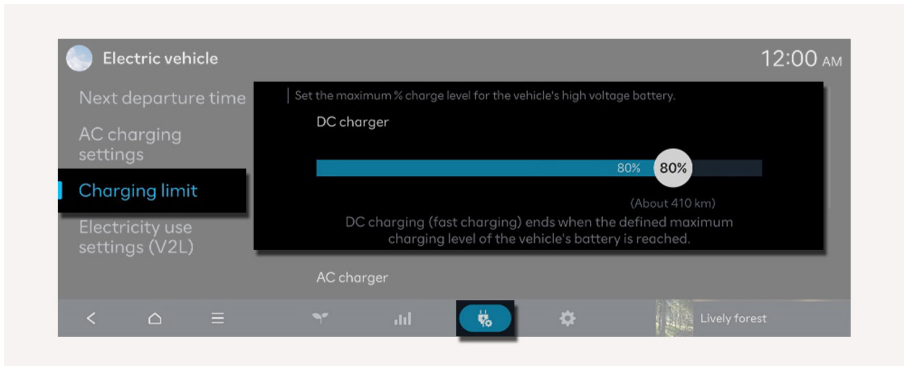 Electric vehicle
12:00 AM
Next departure time
AC charging
settings
Charging limit
Electricity use
settings (V2L)
Set the maximum % charge level for the vehicle's high voltage battery.
DC charger
80% 80%
(About 410 km)
DC charging (fast charging) ends when the defined maximum
charging level of the vehicle's battery is reached.
AC charger
Lively forest